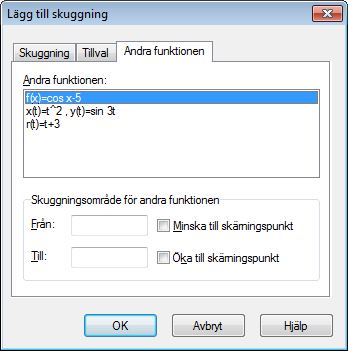 Lägg till skuggning
Skuggning Tillval Andra funktionen
Andra funktionen:
f(x)=cos x-5
x(t)=t^2 , y(t)=sin 3t
r(t)=t+3
Skuggningsområde för andra funktionen
Från: Minska till skärningspunkt
Till: Öka till skärningspunkt
OK Avbryt Hjälp